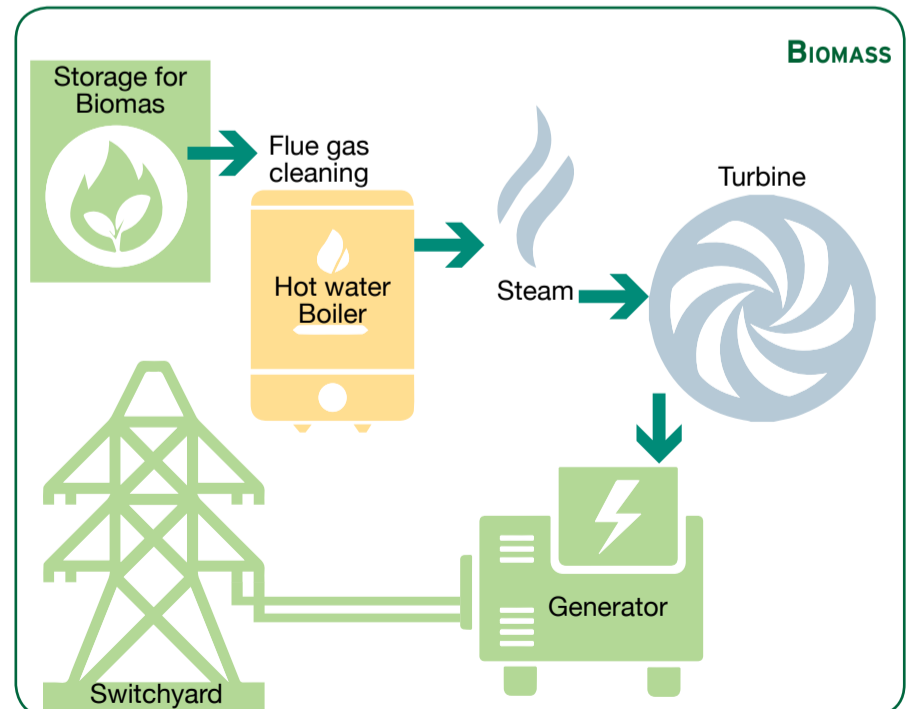 BIOMASS
Storage for
Biomas
Flue gas
cleaning
Hot water
Boiler
Steam
Turbine
Generator
Switchyard